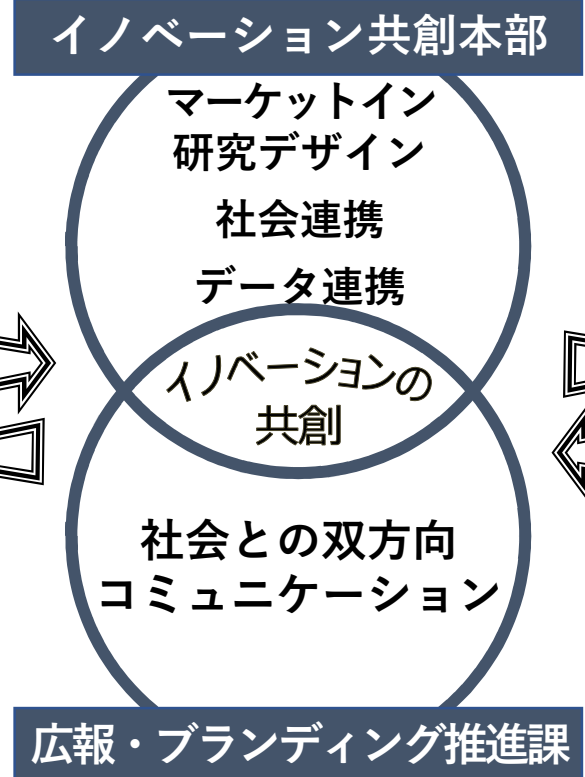 イノベーション共創本部
マーケットイン
研究デザイン
社会連携
データ連携
イノベーションの
共創
社会との双方向
コミュニケーション
広報・ブランディング推進課